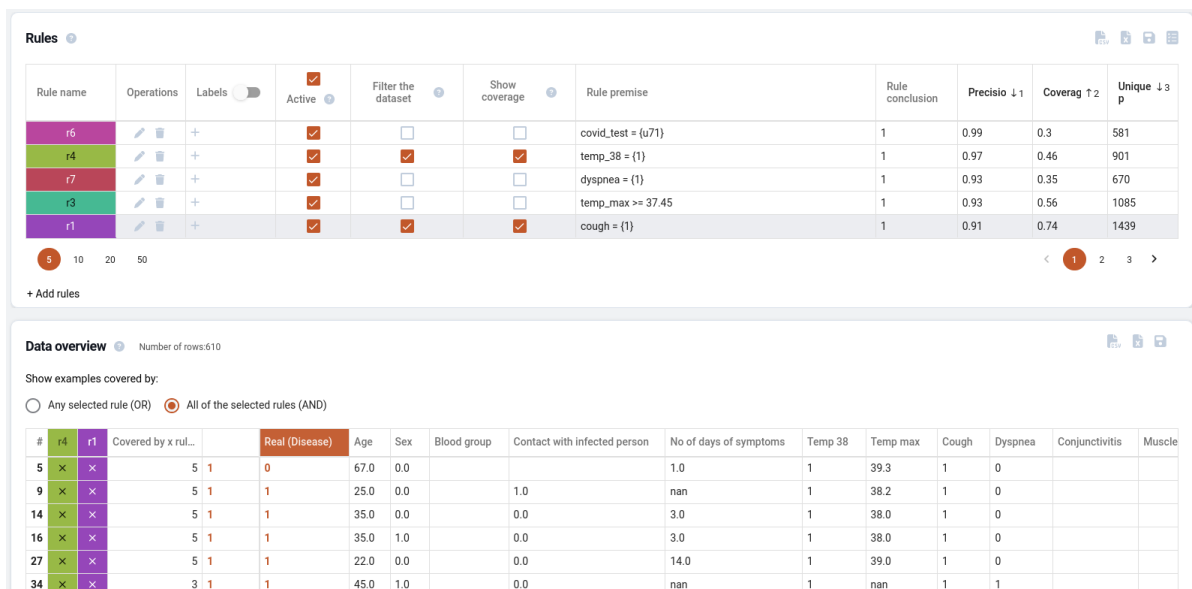 Rules
Rule name Operations Labels Active Filter the dataset Show coverage Rule premise Rule conclusion Precisio ↓1 Coverag ↑2 Unique p ↓3
r6 + covid_test = {u71} 1 0.99 0.3 581
r4 + temp_38 = {1} 1 0.97 0.46 901
r7 + dyspnea = {1} 1 0.93 0.35 670
r3 + temp_max >= 37.45 1 0.93 0.56 1085
r1 + cough = {1} 1 0.91 0.74 1439
5 10 20 50 < 1 2 3 >
+ Add rules
Data overview Number of rows:610
Show examples covered by:
Any selected rule (OR) All of the selected rules (AND)
# r4 r1 Covered by x rul... Real (Disease) Age Sex Blood group Contact with infected person No of days of symptoms Temp 38 Temp max Cough Dyspnea Conjunctivitis Muscle
5 × × 5 1 0 67.0 0.0 1.0 1 39.3 1 0
9 × × 5 1 1 25.0 0.0 1.0 nan 1 38.2 1 0
14 × × 5 1 1 35.0 0.0 0.0 3.0 1 38.0 1 0
16 × × 5 1 1 35.0 1.0 0.0 3.0 1 38.0 1 0
27 × × 5 1 1 22.0 0.0 0.0 14.0 1 39.0 1 0
34 × × 3 1 1 45.0 1.0 0.0 nan 1 nan 1 1